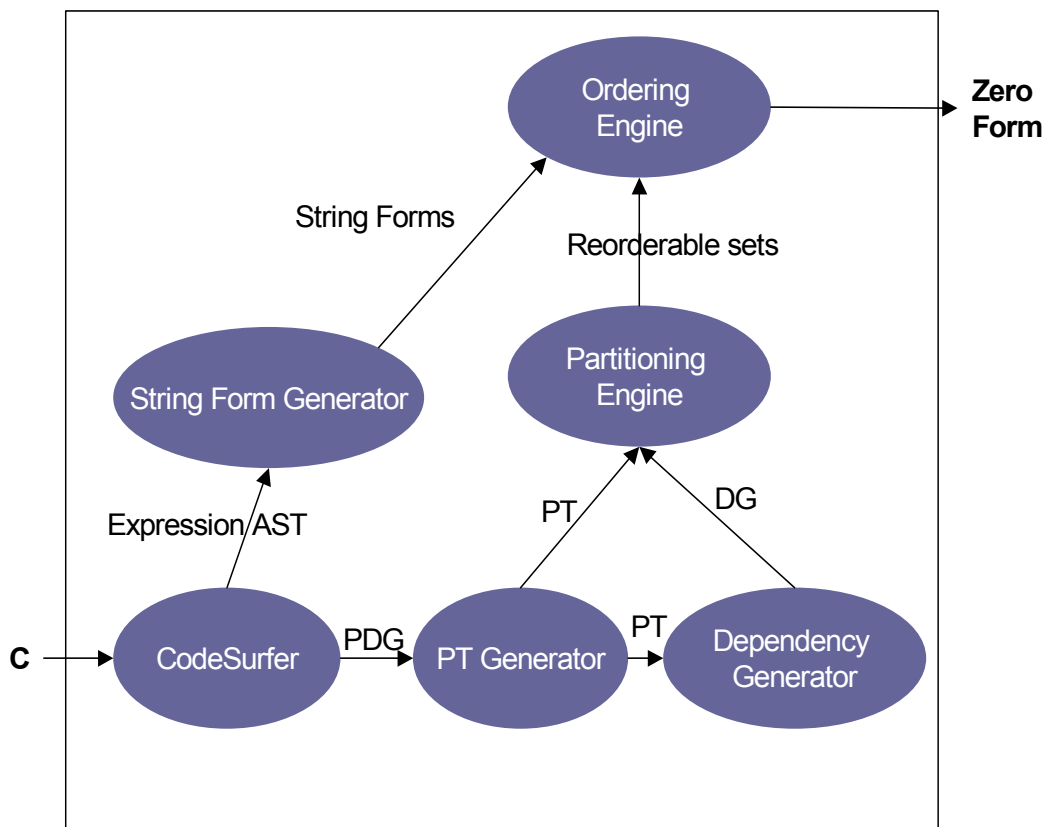 Ordering
Engine
Zero
Form
String Forms
Reorderable sets
String Form Generator
Partitioning
Engine
Expression AST
PT
DG
C
CodeSurfer
PDG
PT Generator
PT
Dependency
Generator